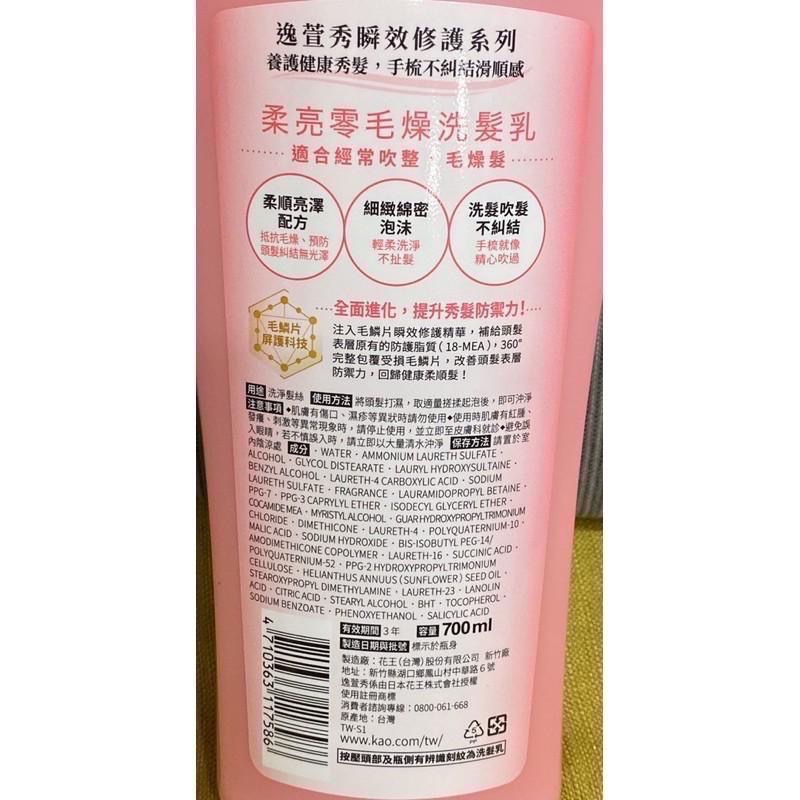 逸萱秀瞬效修護系列
養護健康秀髮，手梳不糾結滑順感
柔亮零毛燥洗髮乳
適合經常吹整·毛燥髮
柔順亮澤
配方
抵抗毛燥、預防
頭髮糾結無光澤
細緻綿密
泡沫
輕柔洗淨
不扯髮
洗髮吹髮
不糾結
手梳就像
精心吹過
毛鱗片
屏護科技
全面進化，提升秀髮防禦力!
注入毛鱗片瞬效修護精華，補給頭髮
表層原有的防護脂質（18-MEA），360°
完整包覆受損毛鱗片，改善頭髮表層
防禦力，回歸健康柔順髮！
用途 洗淨髮絲 使用方法 將頭髮打濕，取適量搓揉起泡後，即可沖淨
注意事項 ◆肌膚有傷口、濕疹等異狀時請勿使用◆使用時肌膚有紅腫、
發癢、刺激等異常現象時，請停止使用，並立即至皮膚科就診◆避免誤
入眼睛，若不慎誤入時，請立即以大量清水沖淨 保存方法 請置於室
內陰涼處 成分 · WATER · AMMONIUM LAURETH SULFATE ·
ALCOHOL · GLYCOL DISTEARATE · LAURYL HYDROXYSULTAINE ·
BENZYL ALCOHOL · LAURETH-4 CARBOXYLIC ACID · SODIUM
LAURETH SULFATE · FRAGRANCE · LAURAMIDOPROPYL BETAINE ·
PPG-7 · PPG-3 CAPRYLYL ETHER · ISODECYL GLYCERYL ETHER ·
COCAMIDE MEA · MYRISTYL ALCOHOL · GUAR HYDROXYPROPYLTRIMONIUM
CHLORIDE · DIMETHICONE · LAURETH-4 · POLYQUATERNIUM-10 ·
MALIC ACID · SODIUM HYDROXIDE · BIS-ISOBUTYL PEG-14/
AMODIMETHICONE COPOLYMER · LAURETH-16 · SUCCINIC ACID ·
POLYQUATERNIUM-52 · PPG-2 HYDROXYPROPYLTRIMONIUM
CELLULOSE · HELIANTHUS ANNUUS (SUNFLOWER) SEED OIL ·
STEAROXYPROPYL DIMETHYLAMINE · LAURETH-23 · LANOLIN
ACID · CITRIC ACID · STEARYL ALCOHOL · BHT · TOCOPHEROL ·
SODIUM BENZOATE · PHENOXYETHANOL · SALICYLIC ACID
有效期間 3年 容量 700ml
製造日期與批號 標示於瓶身
製造廠：花王(台灣)股份有限公司 新竹廠
地址：新竹縣湖口鄉鳳山村中華路6號
逸萱秀係由日本花王株式會社授權
使用註冊商標
消費者諮詢專線：0800-061-668
原產地：台灣
TW-S1
www.kao.com/tw/
按壓頭部及瓶側有辨識刻紋為洗髮乳
4 710363 117586
5